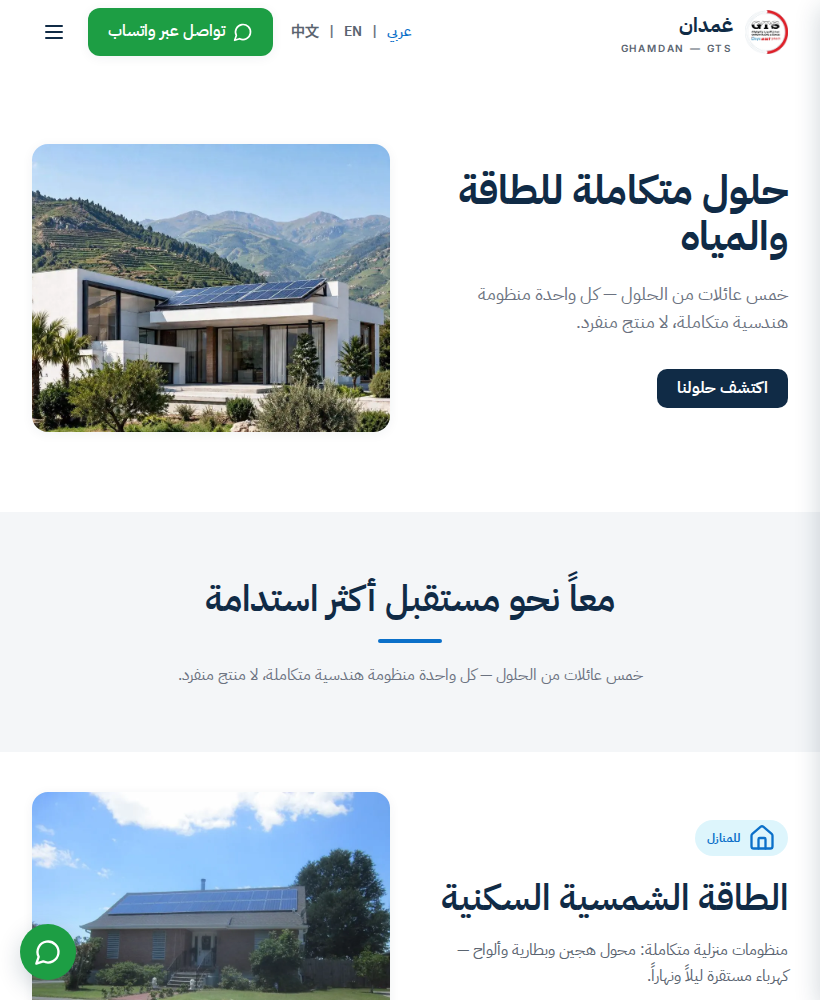 غمدان
GHAMDAN — GTS
عربي | EN | 中文
تواصل عبر واتساب
GTS
حلول متكاملة للطاقة
والمياه
خمس عائلات من الحلول — كل واحدة منظومة
هندسية متكاملة، لا منتج منفرد.
اكتشف حلولنا
معاً نحو مستقبل أكثر استدامة
خمس عائلات من الحلول — كل واحدة منظومة هندسية متكاملة، لا منتج منفرد.
للمنازل
الطاقة الشمسية السكنية
منظومات منزلية متكاملة: محول هجين وبطارية وألواح —
كهرباء مستقرة ليلاً ونهاراً.